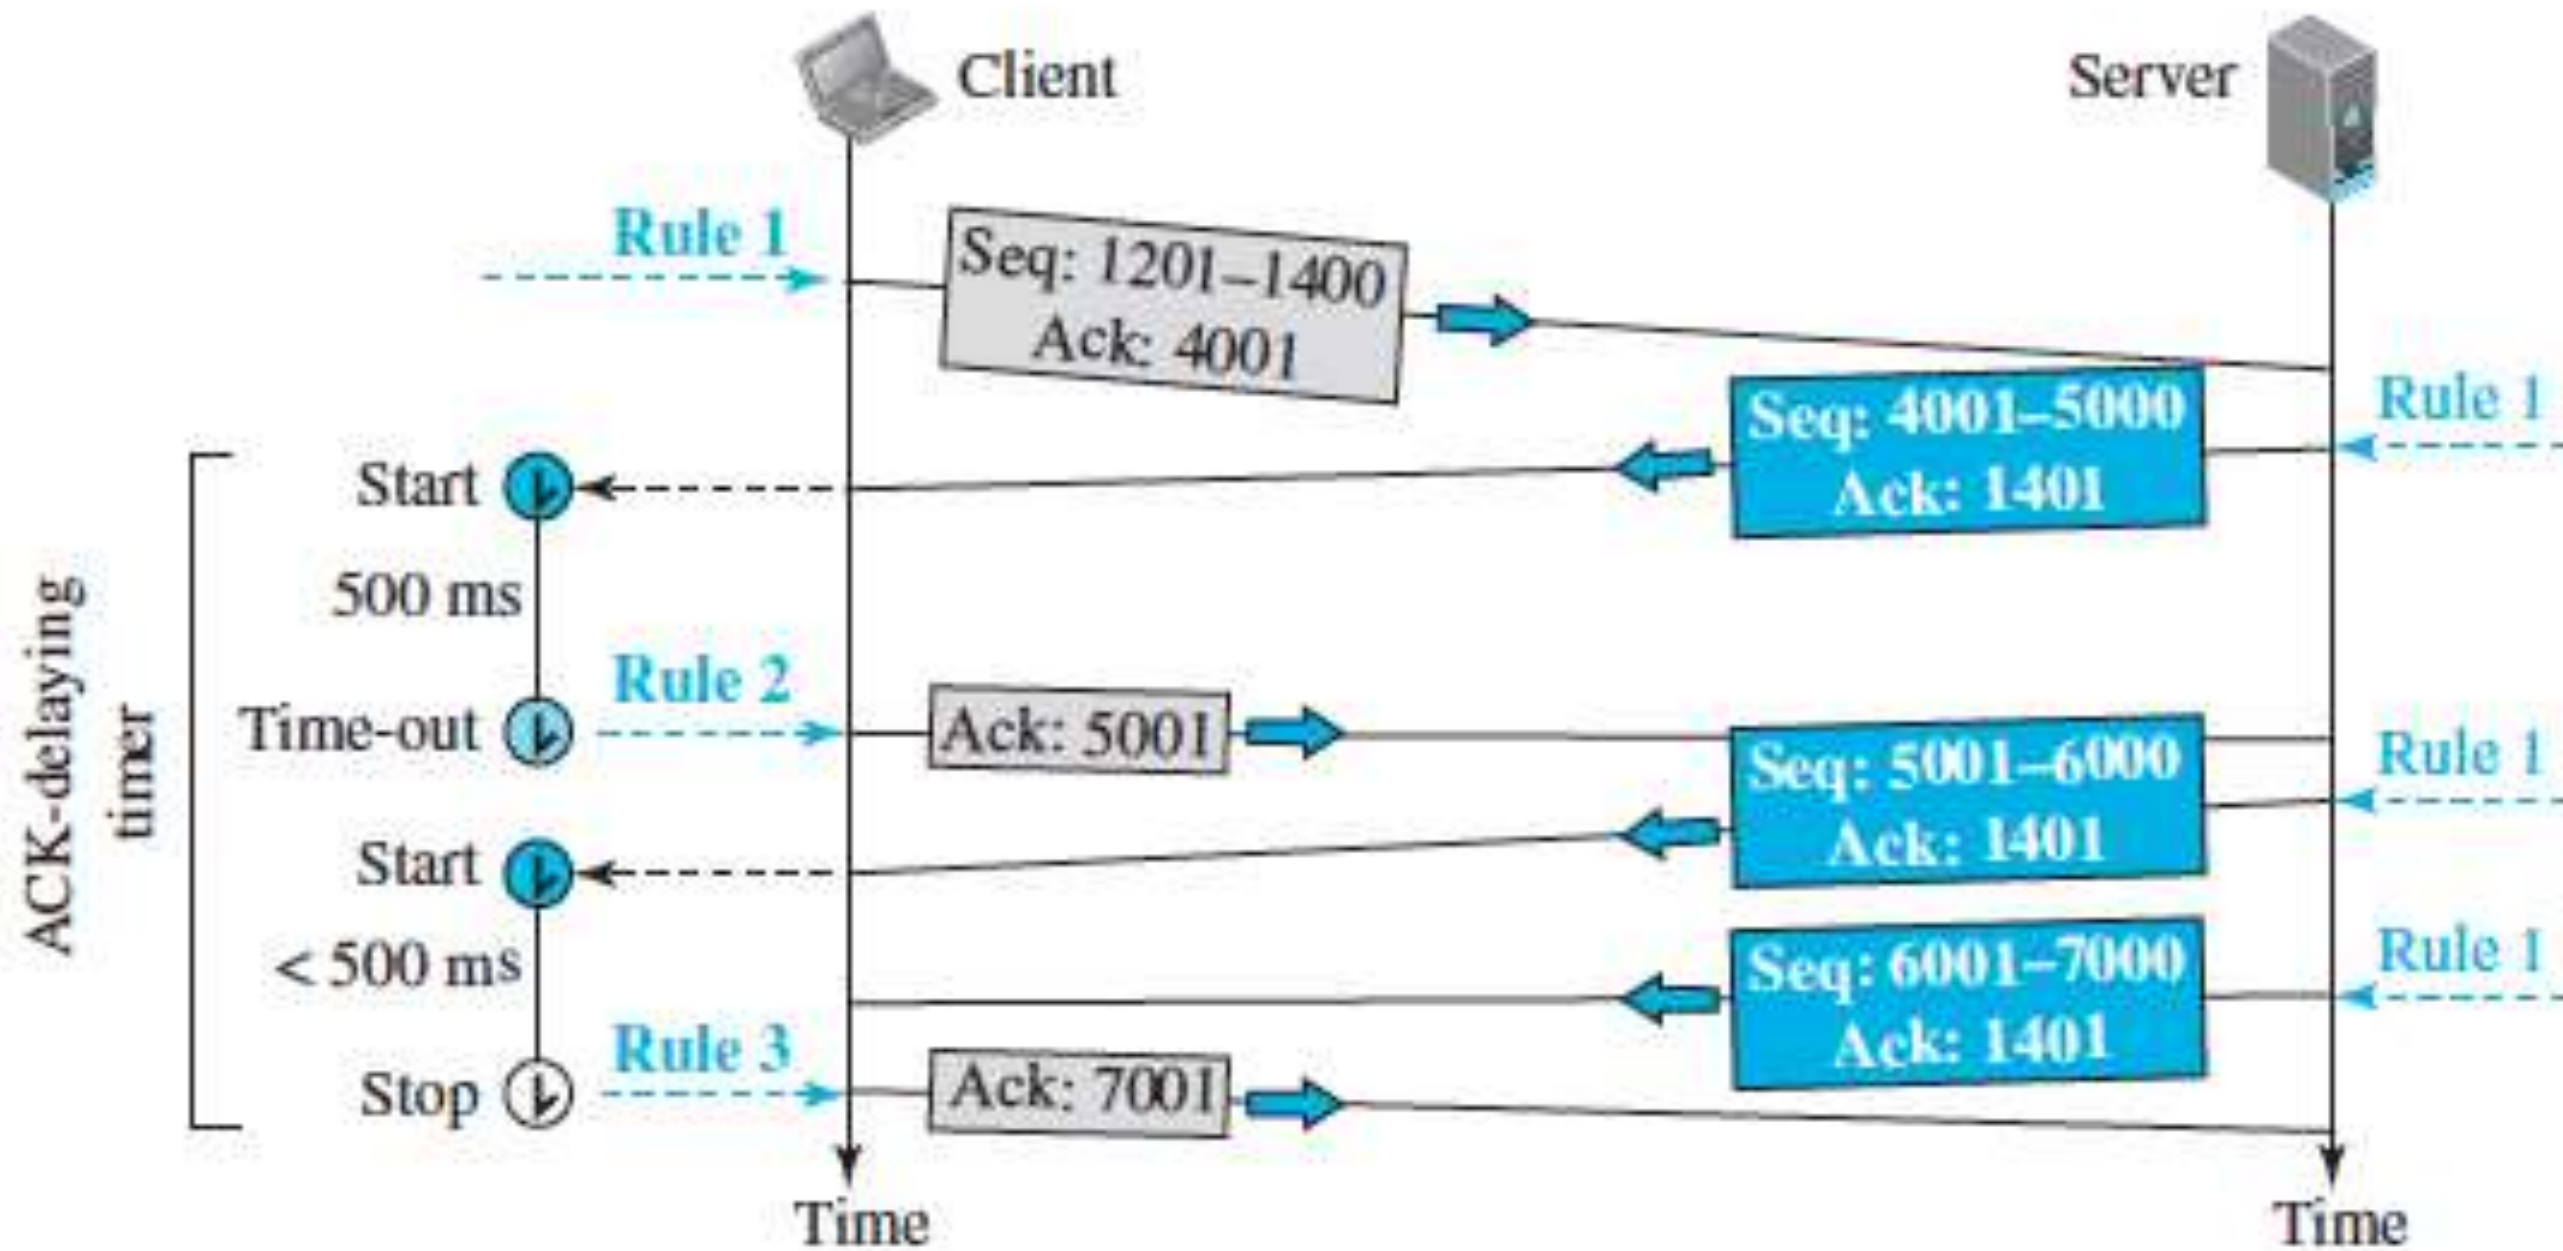 Client
Server
Rule 1
Seq: 1201–1400
Ack: 4001
Rule 1
Seq: 4001–5000
Ack: 1401
Start
500 ms
ACK-delaying
timer
Rule 2
Time-out
Ack: 5001
Rule 1
Seq: 5001–6000
Ack: 1401
Start
< 500 ms
Rule 1
Seq: 6001–7000
Ack: 1401
Rule 3
Stop
Ack: 7001
Time
Time